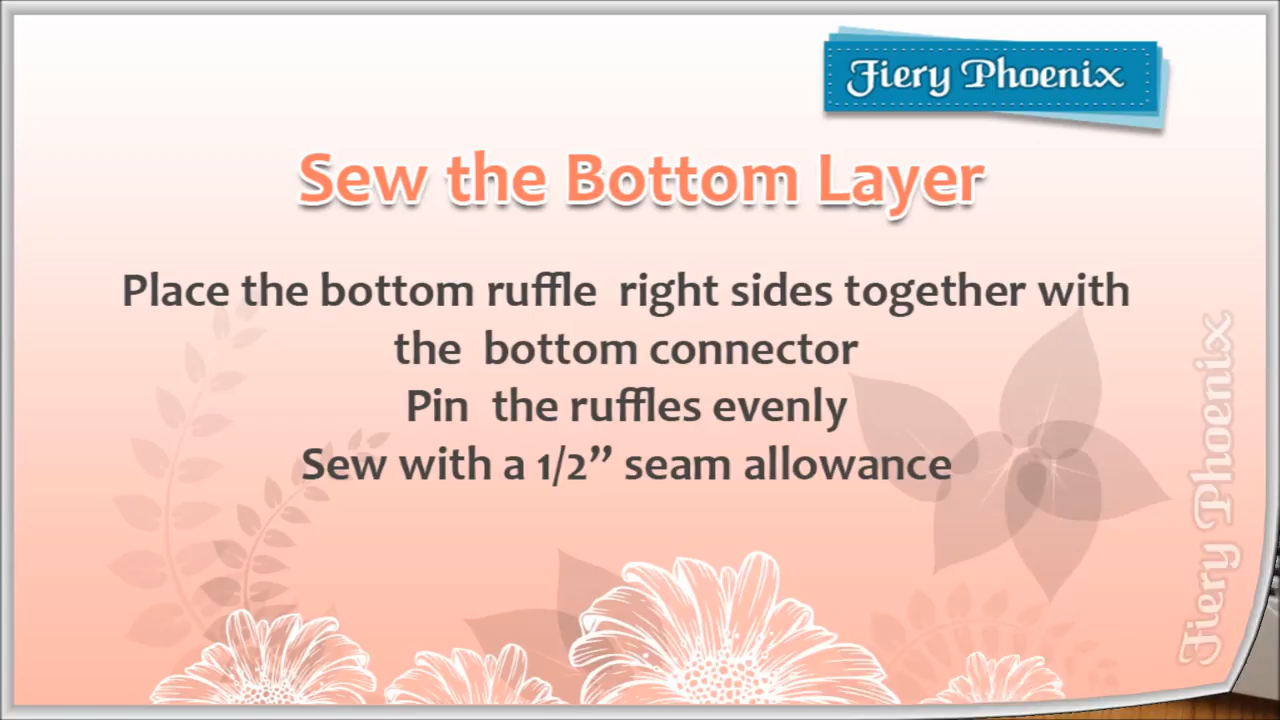 Fiery Phoenix
Sew the Bottom Layer
Place the bottom ruffle right sides together with
the bottom connector
Pin the ruffles evenly
Sew with a 1/2” seam allowance
Fiery Phoenix